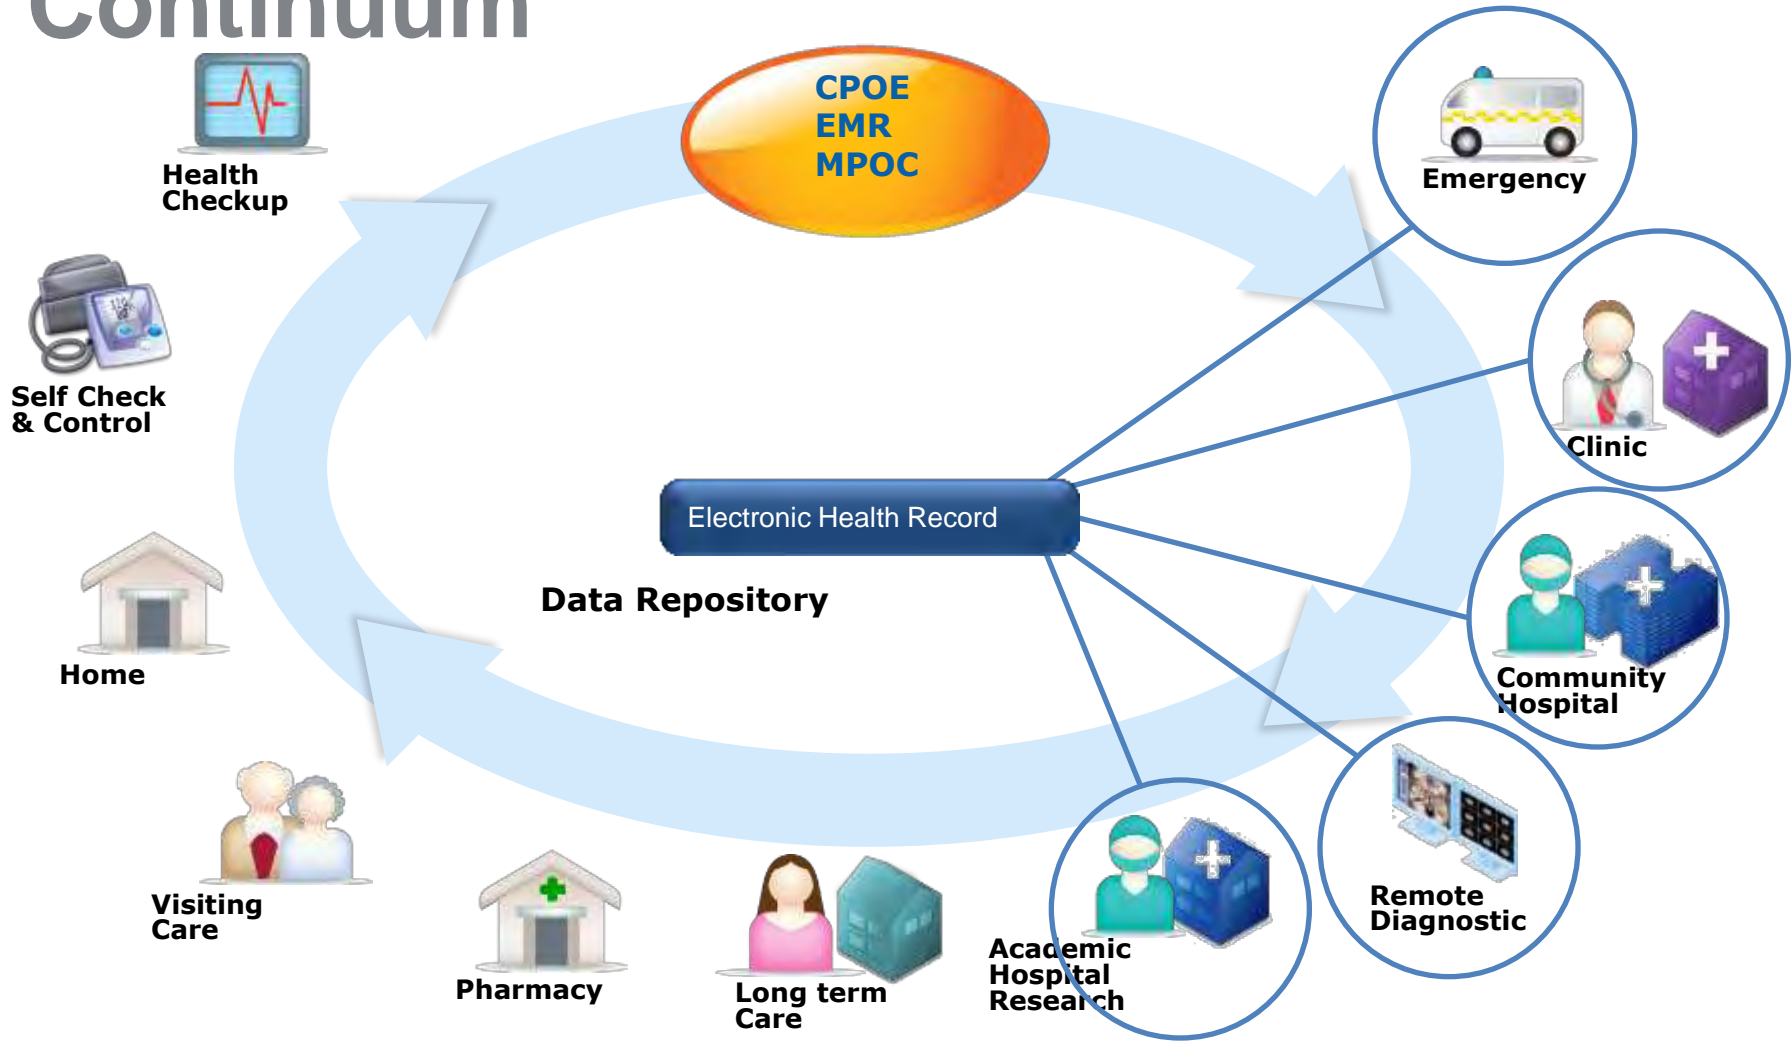 Continuum
CPOE
EMR
MPOC
Emergency
Health
Checkup
Clinic
Self Check
& Control
Electronic Health Record
Data Repository
Community
Hospital
Home
Remote
Diagnostic
Visiting
Care
Pharmacy
Long term
Care
Academic
Hospital
Research